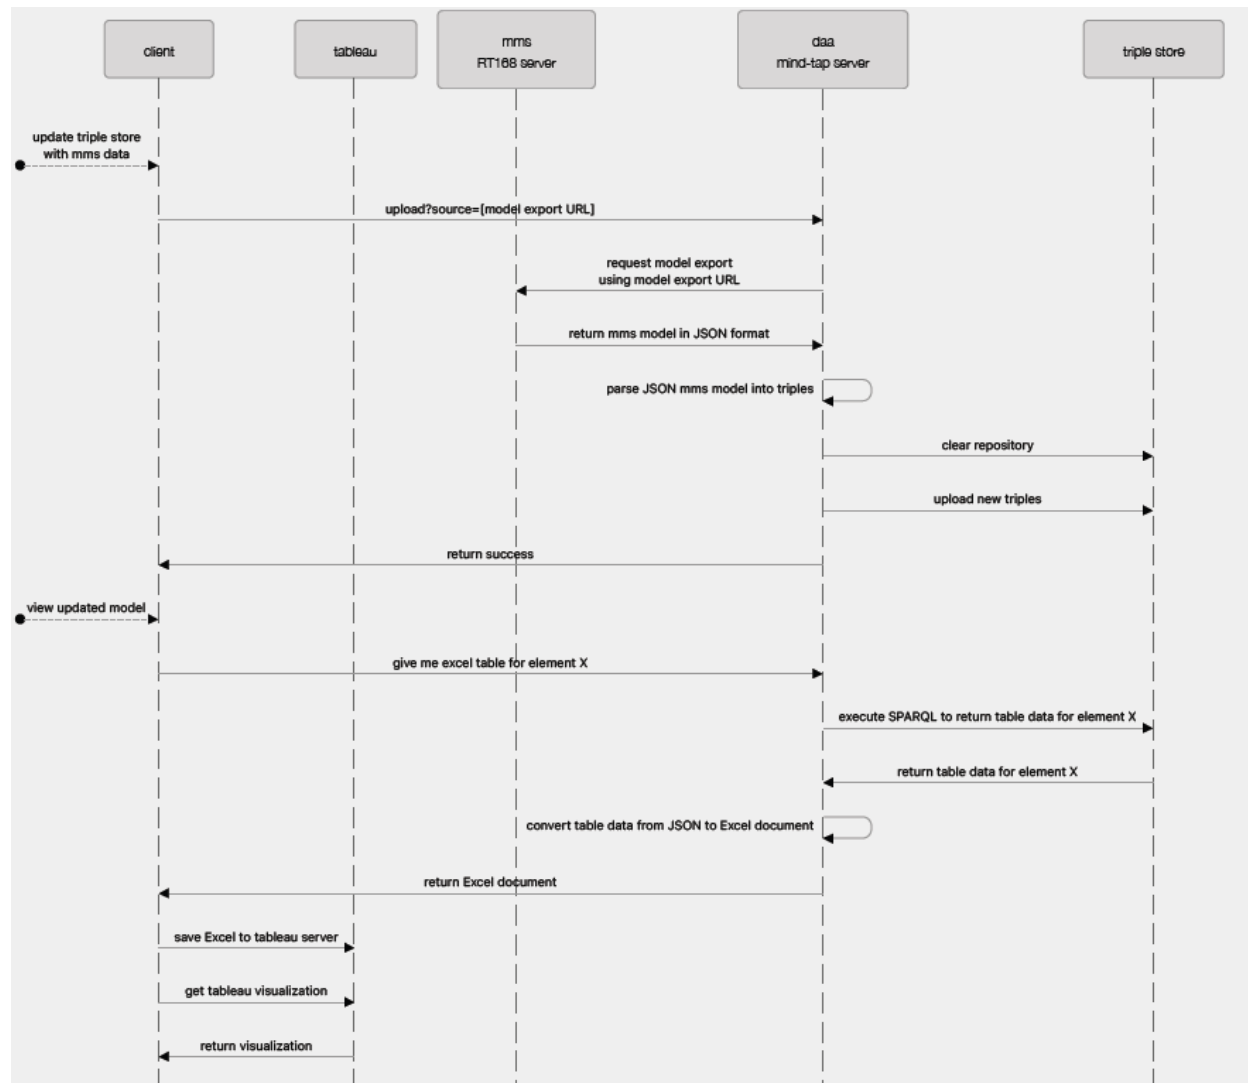 client
tableau
mms
RT168 server
daa
mind-tap server
triple store
update triple store
with mms data
upload?source=[model export URL]
request model export
using model export URL
return mms model in JSON format
parse JSON mms model into triples
clear repository
upload new triples
return success
view updated model
give me excel table for element X
execute SPARQL to return table data for element X
return table data for element X
convert table data from JSON to Excel document
return Excel document
save Excel to tableau server
get tableau visualization
return visualization